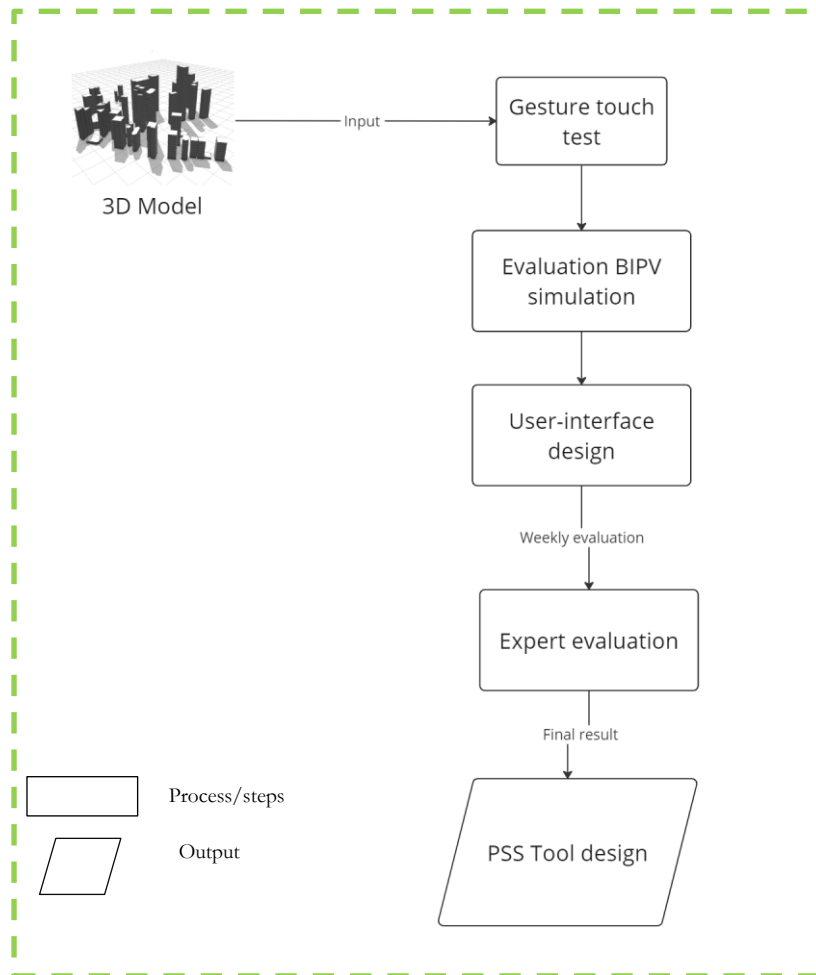 Input
Gesture touch
test
3D Model
Evaluation BIPV
simulation
User-interface
design
Weekly evaluation
Expert evaluation
Final result
Process/steps
Output
PSS Tool design